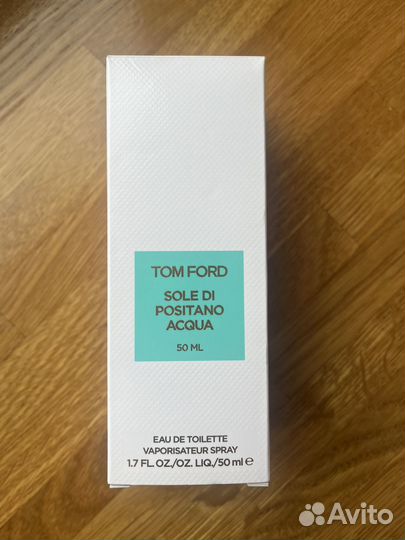 TOM FORD
SOLE DI
POSITANO
ACQUA
50 ML
EAU DE TOILETTE
VAPORISATEUR SPRAY
1.7 FL. OZ./OZ. LIQ./50 ml ℮
Avito